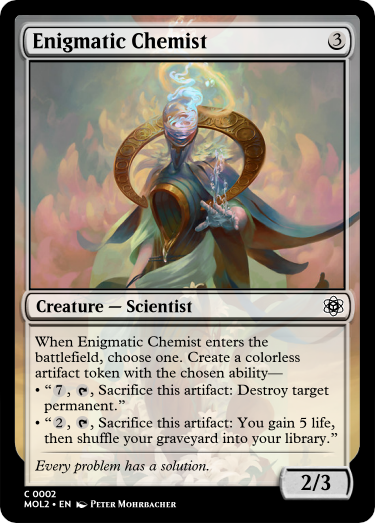 Enigmatic Chemist 3
Creature — Scientist
When Enigmatic Chemist enters the
battlefield, choose one. Create a colorless
artifact token with the chosen ability—
• “ 7 , , Sacrifice this artifact: Destroy target
permanent.”
• “ 2 , , Sacrifice this artifact: You gain 5 life,
then shuffle your graveyard into your library.”
Every problem has a solution.
2/3
C 0002
MOL2 • EN Peter Mohrbacher